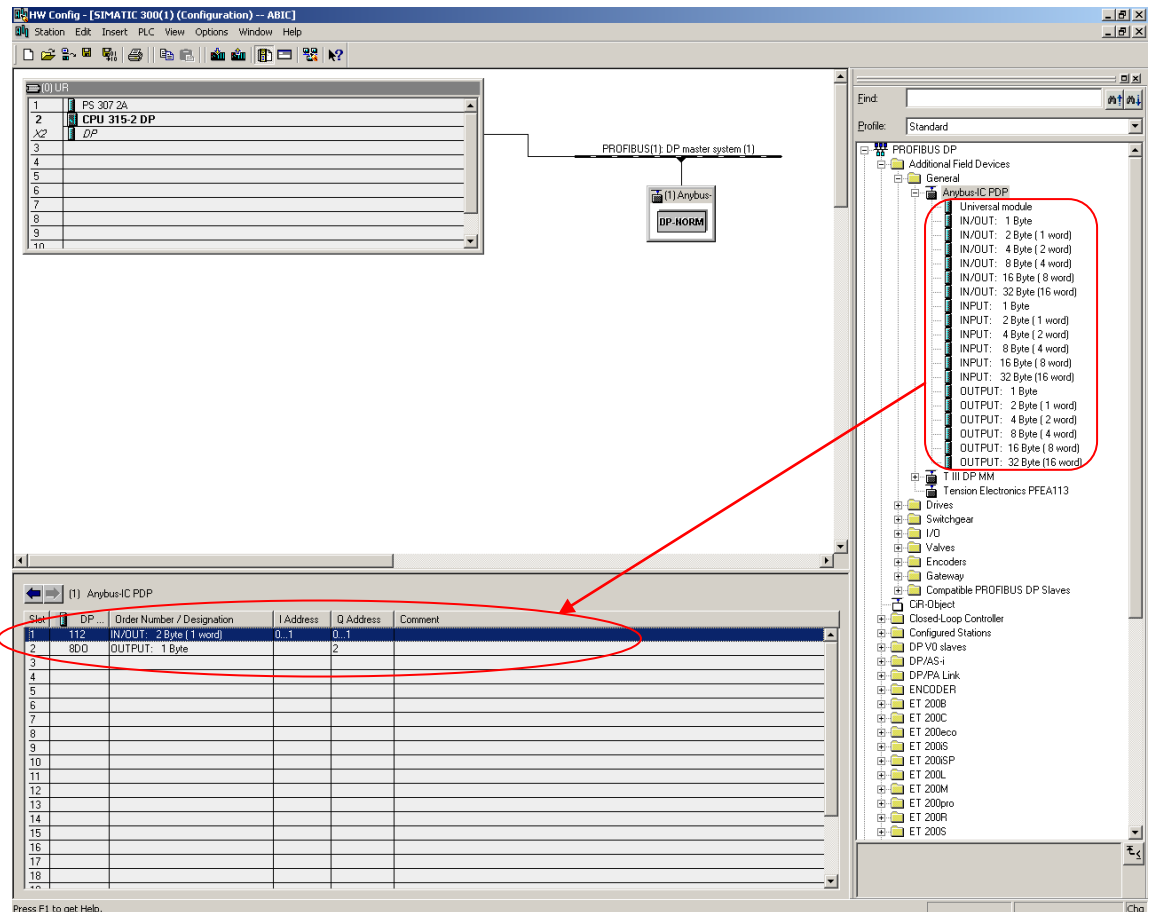 HW Config - [SIMATIC 300(1) (Configuration) -- ABIC]
Station Edit Insert PLC View Options Window Help
(0) UR
1 PS 307 2A
2 CPU 315-2 DP
X2 DP
3
4
5
6
7
8
9
10
PROFIBUS(1): DP master system (1)
(1) Anybus-
DP-NORM
Find:
Profile: Standard
PROFIBUS DP
Additional Field Devices
General
Anybus-IC PDP
Universal module
IN/OUT: 1 Byte
IN/OUT: 2 Byte ( 1 word)
IN/OUT: 4 Byte ( 2 word)
IN/OUT: 8 Byte ( 4 word)
IN/OUT: 16 Byte ( 8 word)
IN/OUT: 32 Byte (16 word)
INPUT: 1 Byte
INPUT: 2 Byte ( 1 word)
INPUT: 4 Byte ( 2 word)
INPUT: 8 Byte ( 4 word)
INPUT: 16 Byte ( 8 word)
INPUT: 32 Byte (16 word)
OUTPUT: 1 Byte
OUTPUT: 2 Byte ( 1 word)
OUTPUT: 4 Byte ( 2 word)
OUTPUT: 8 Byte ( 4 word)
OUTPUT: 16 Byte ( 8 word)
OUTPUT: 32 Byte (16 word)
T III DP MM
Tension Electronics PFEA113
Drives
Switchgear
I/O
Valves
Encoders
Gateway
Compatible PROFIBUS DP Slaves
CiR-Object
Closed-Loop Controller
Configured Stations
DP V0 slaves
DP/AS-i
DP/PA Link
ENCODER
ET 200B
ET 200C
ET 200eco
ET 200iS
ET 200iSP
ET 200L
ET 200M
ET 200pro
ET 200R
ET 200S
(1) Anybus-IC PDP
Slot DP ... Order Number / Designation I Address Q Address Comment
1 112 IN/OUT: 2 Byte ( 1 word) 0...1 0...1
2 8DO OUTPUT: 1 Byte 2
3
4
5
6
7
8
9
10
11
12
13
14
15
16
17
18
19
Press F1 to get Help.
Chg